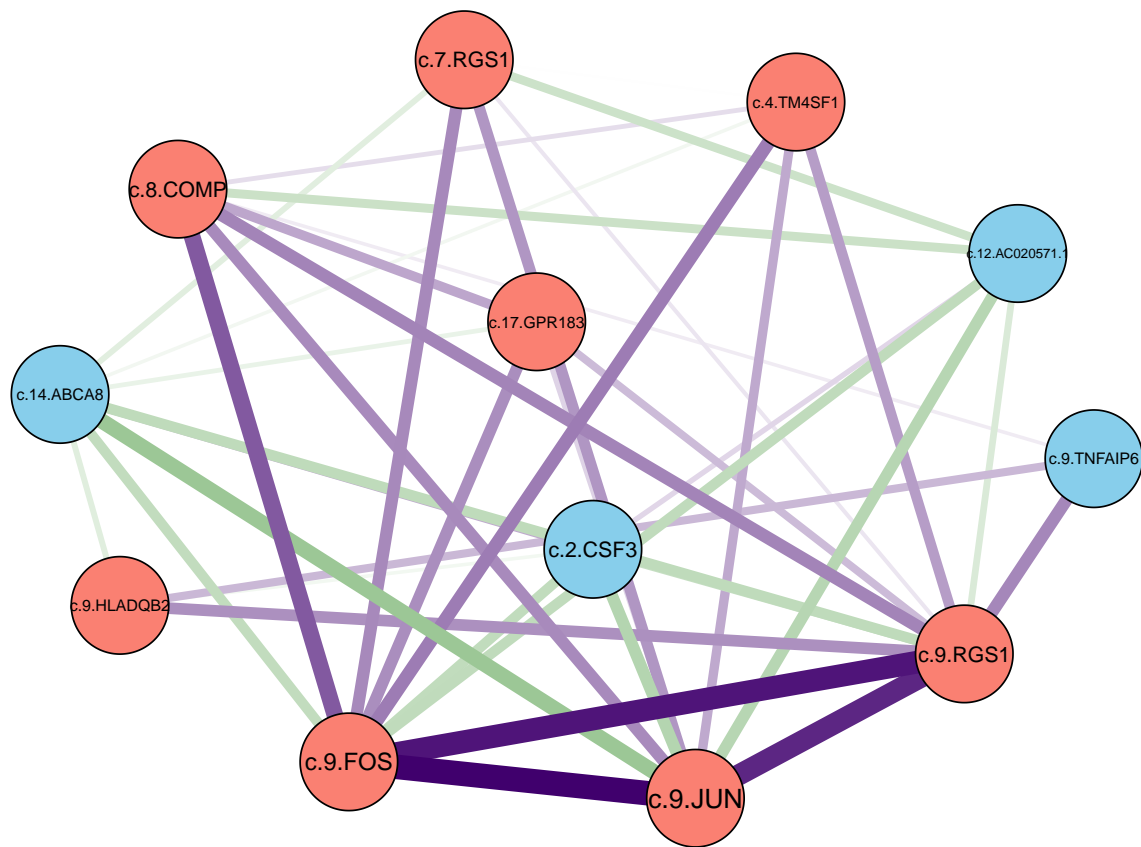 c.7.RGS1
c.4.TM4SF1
c.8.COMP
c.12.AC020571.1
c.17.GPR183
c.14.ABCA8
c.9.TNFAIP6
c.2.CSF3
c.9.HLADQB2
c.9.RGS1
c.9.FOS
c.9.JUN